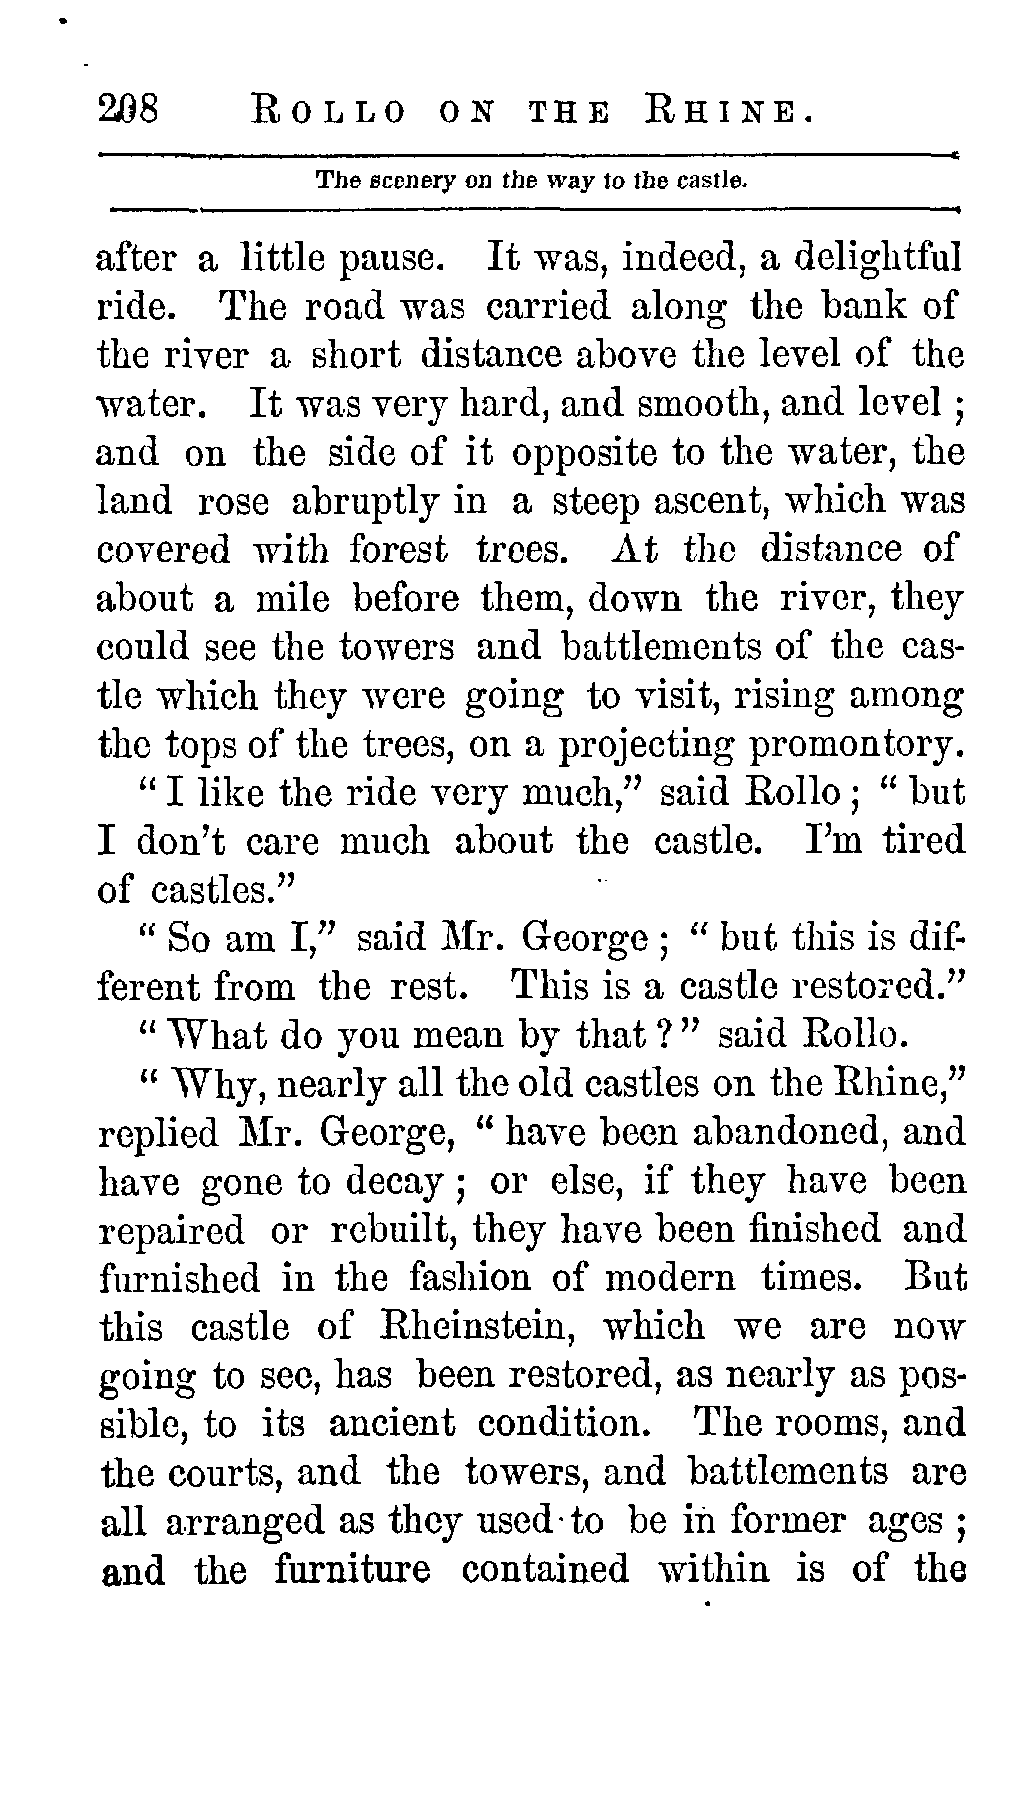 208 ROLLO ON THE RHINE.
The scenery on the way to the castle.
after a little pause. It was, indeed, a delightful
ride. The road was carried along the bank of
the river a short distance above the level of the
water. It was very hard, and smooth, and level ;
and on the side of it opposite to the water, the
land rose abruptly in a steep ascent, which was
covered with forest trees. At the distance of
about a mile before them, down the river, they
could see the towers and battlements of the cas-
tle which they were going to visit, rising among
the tops of the trees, on a projecting promontory.
“ I like the ride very much,” said Rollo ; “ but
I don’t care much about the castle. I’m tired
of castles.”
“ So am I,” said Mr. George ; “ but this is dif-
ferent from the rest. This is a castle restored.”
“ What do you mean by that ? ” said Rollo.
“ Why, nearly all the old castles on the Rhine,”
replied Mr. George, “ have been abandoned, and
have gone to decay ; or else, if they have been
repaired or rebuilt, they have been finished and
furnished in the fashion of modern times. But
this castle of Rheinstein, which we are now
going to see, has been restored, as nearly as pos-
sible, to its ancient condition. The rooms, and
the courts, and the towers, and battlements are
all arranged as they used to be in former ages ;
and the furniture contained within is of the